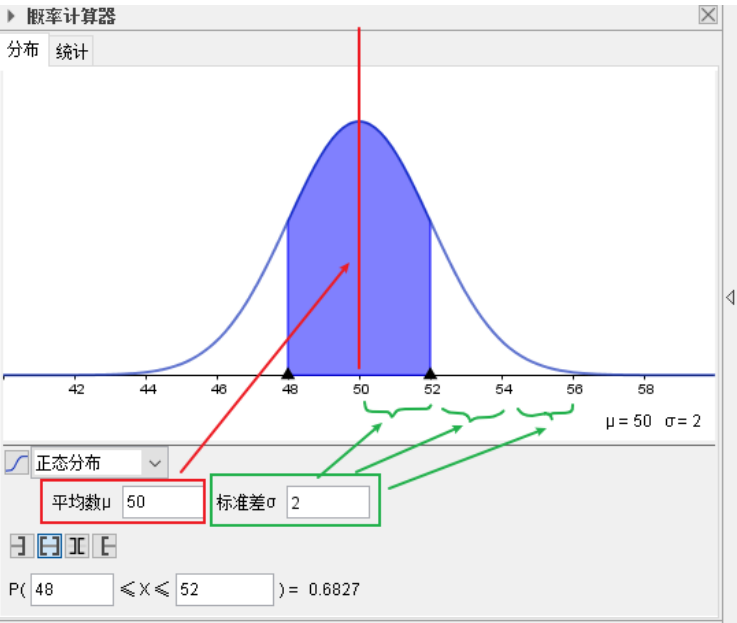 概率计算器
分布 统计
42 44 46 48 50 52 54 56 58
μ = 50 σ = 2
正态分布
平均数μ 50 标准差σ 2
P( 48 ≤ X ≤ 52 ) = 0.6827